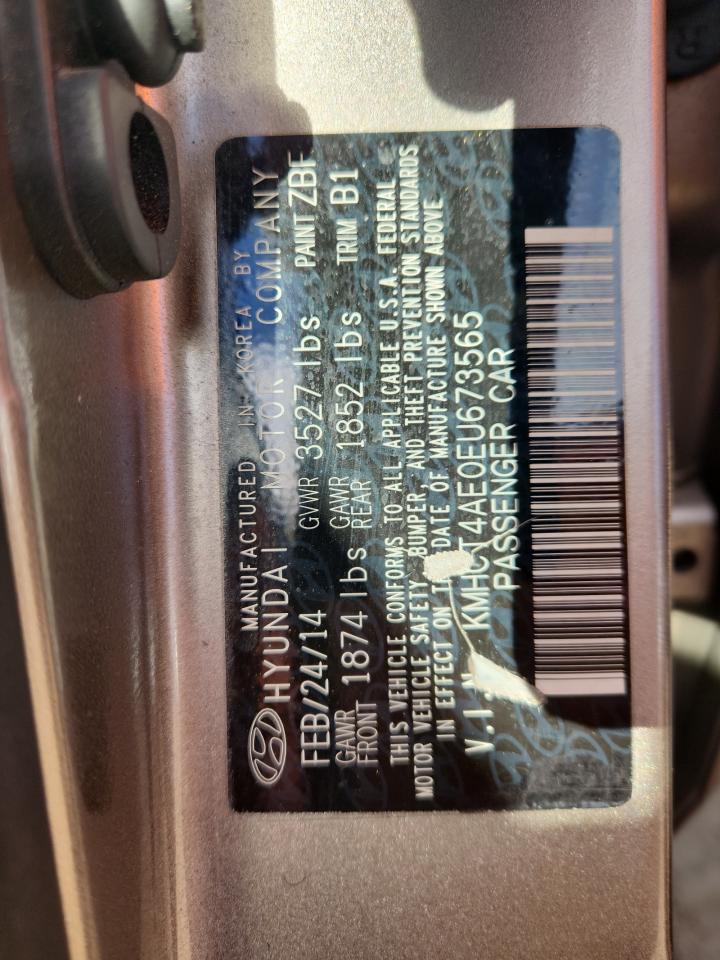 MANUFACTURED IN KOREA BY
HYUNDAI MOTOR COMPANY
FEB/24/14 GVWR 3527 lbs PAINT ZBF
GAWR FRONT 1874 lbs GAWR REAR 1852 lbs TRIM B1
THIS VEHICLE CONFORMS TO ALL APPLICABLE U.S.A. FEDERAL
MOTOR VEHICLE SAFETY, BUMPER, AND THEFT PREVENTION STANDARDS
IN EFFECT ON THE DATE OF MANUFACTURE SHOWN ABOVE
V.I.N KMHCT4AE0EU673565
PASSENGER CAR